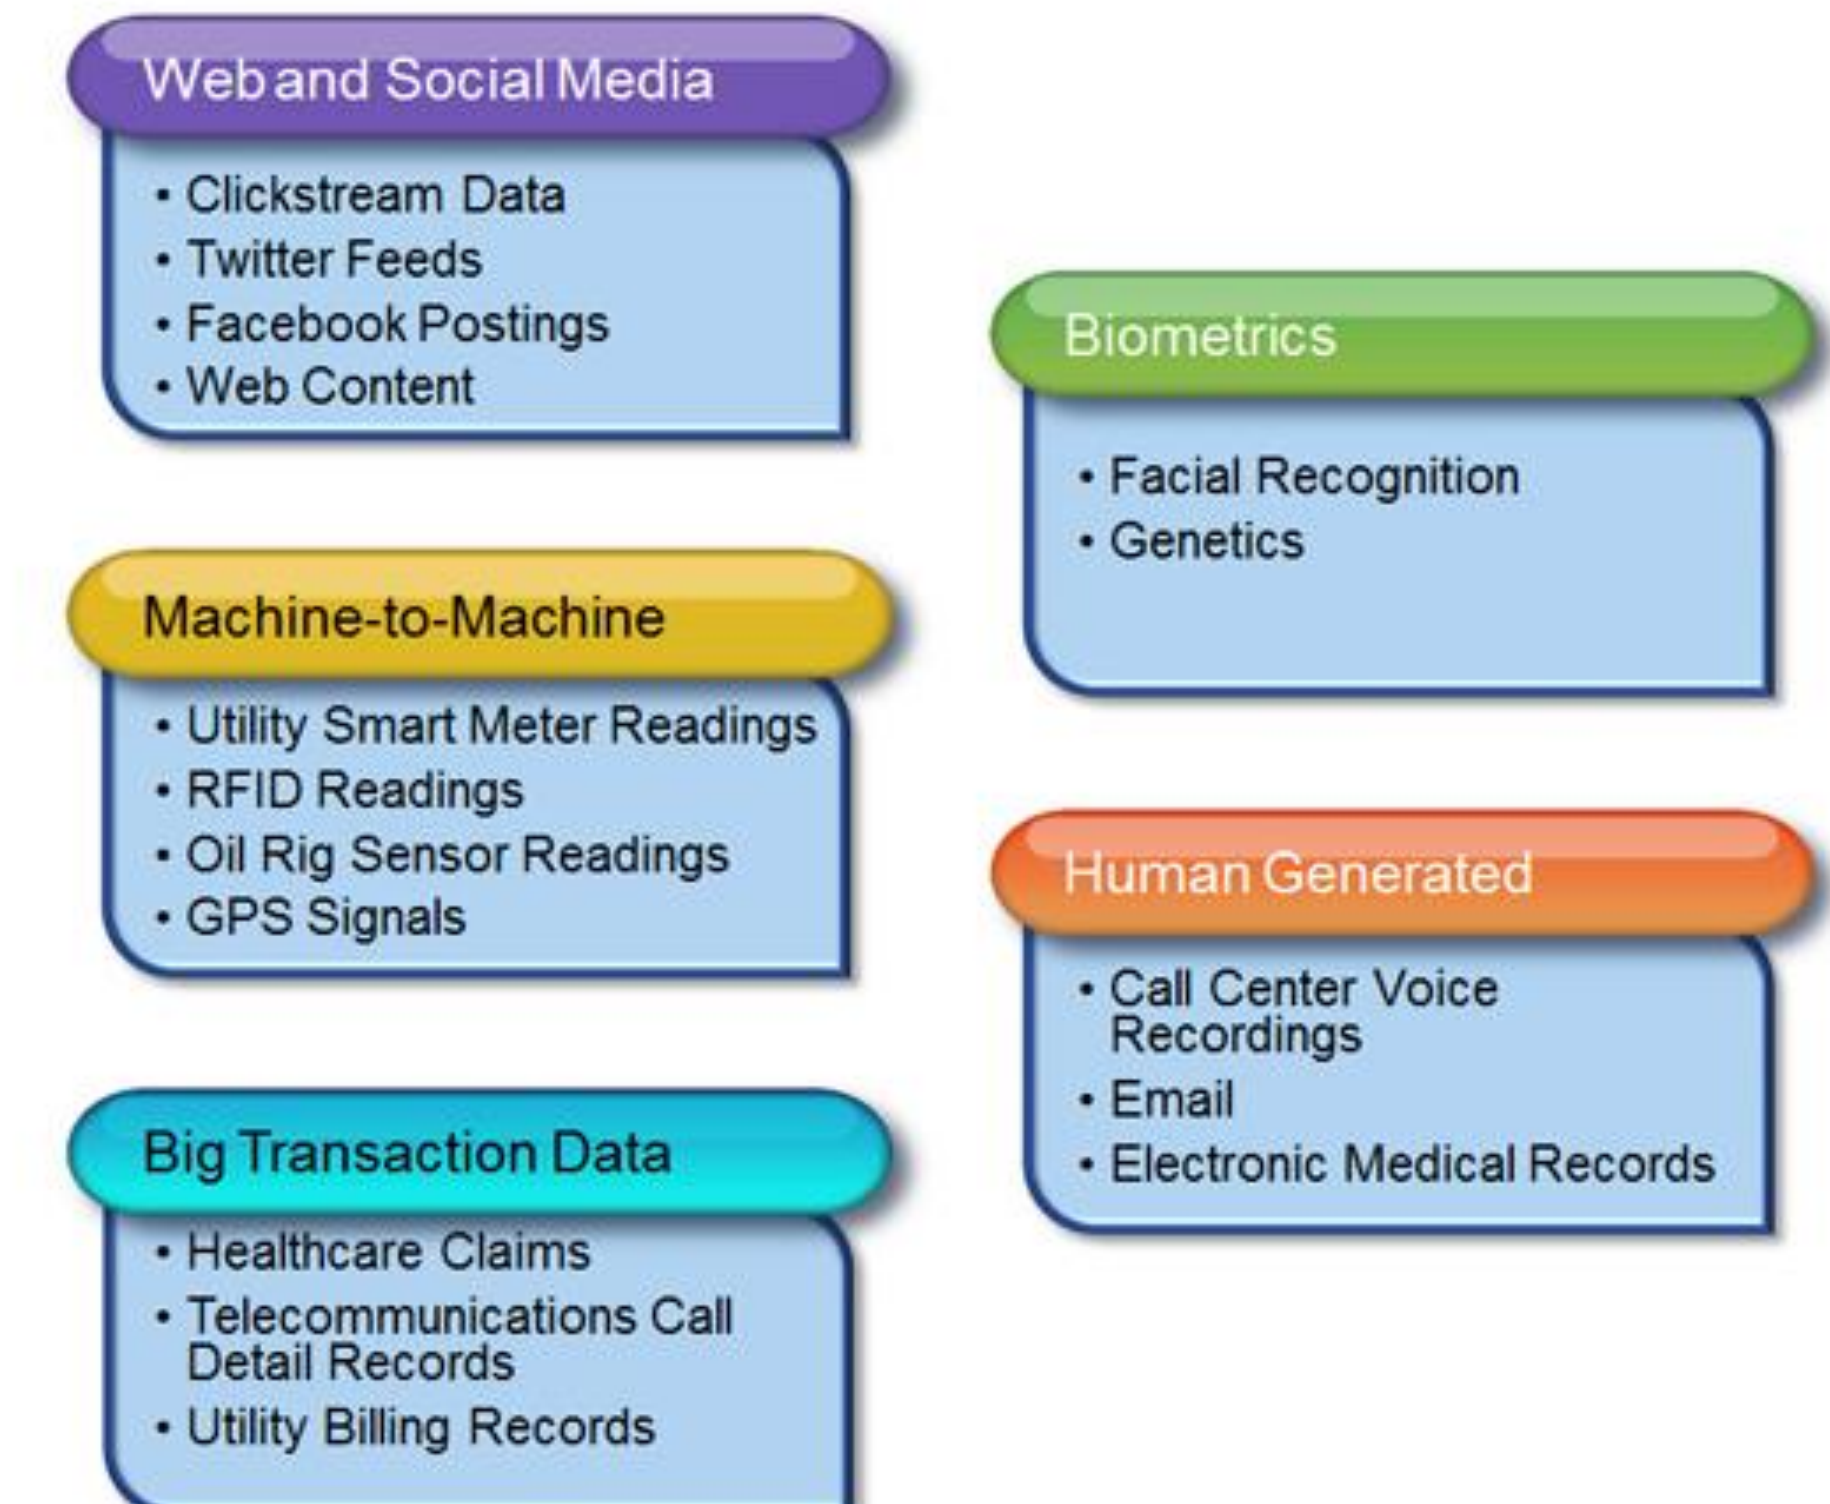 Web and Social Media
• Clickstream Data
• Twitter Feeds
• Facebook Postings
• Web Content
Machine-to-Machine
• Utility Smart Meter Readings
• RFID Readings
• Oil Rig Sensor Readings
• GPS Signals
Big Transaction Data
• Healthcare Claims
• Telecommunications Call
Detail Records
• Utility Billing Records
Biometrics
• Facial Recognition
• Genetics
Human Generated
• Call Center Voice
Recordings
• Email
• Electronic Medical Records